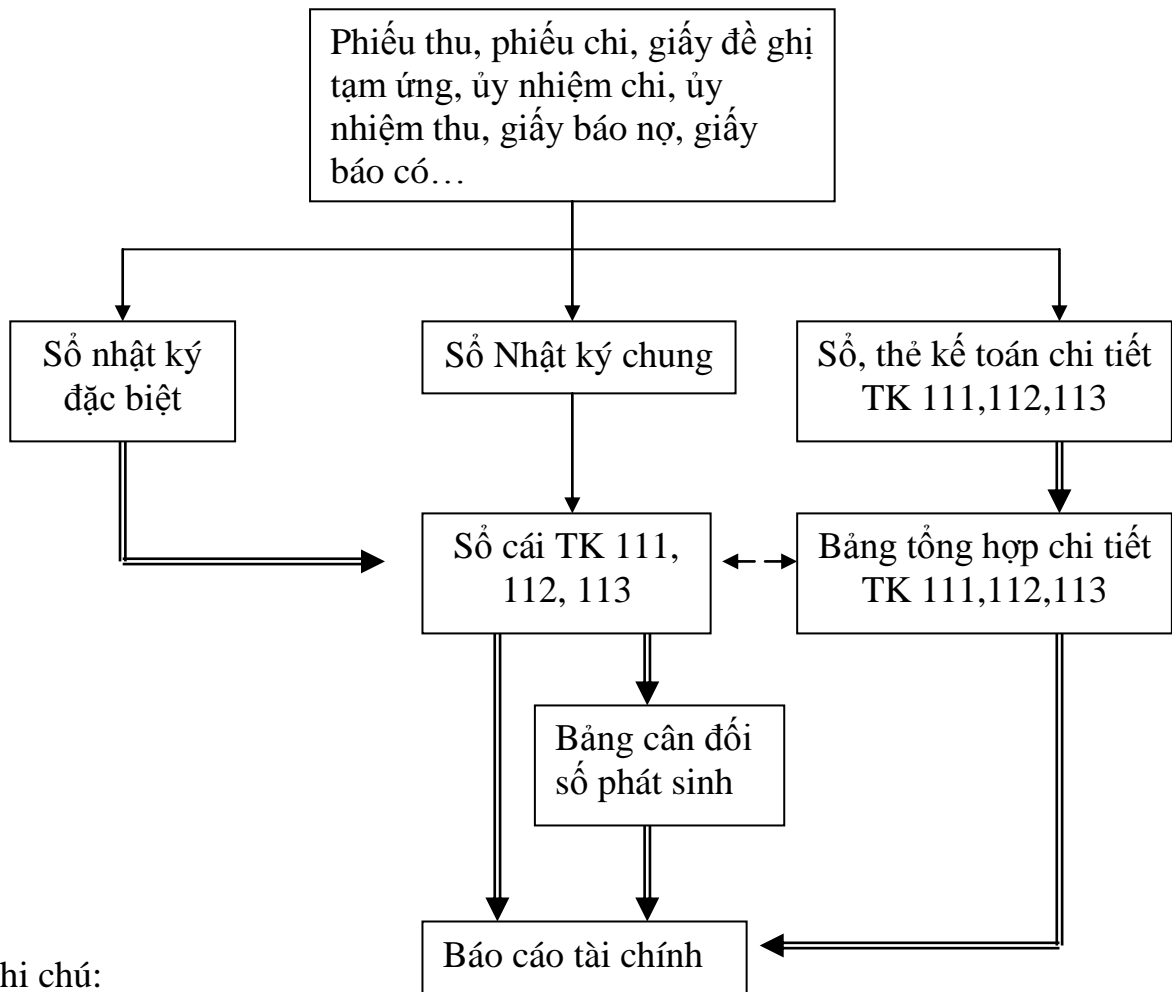 Phiếu thu, phiếu chi, giấy đề ghị
tạm ứng, ủy nhiệm chi, ủy
nhiệm thu, giấy báo nợ, giấy
báo có…
Sổ nhật ký
đặc biệt
Sổ Nhật ký chung
Sổ, thẻ kế toán chi tiết
TK 111,112,113
Sổ cái TK 111,
112, 113
Bảng tổng hợp chi tiết
TK 111,112,113
Bảng cân đối
số phát sinh
Báo cáo tài chính
hi chú: